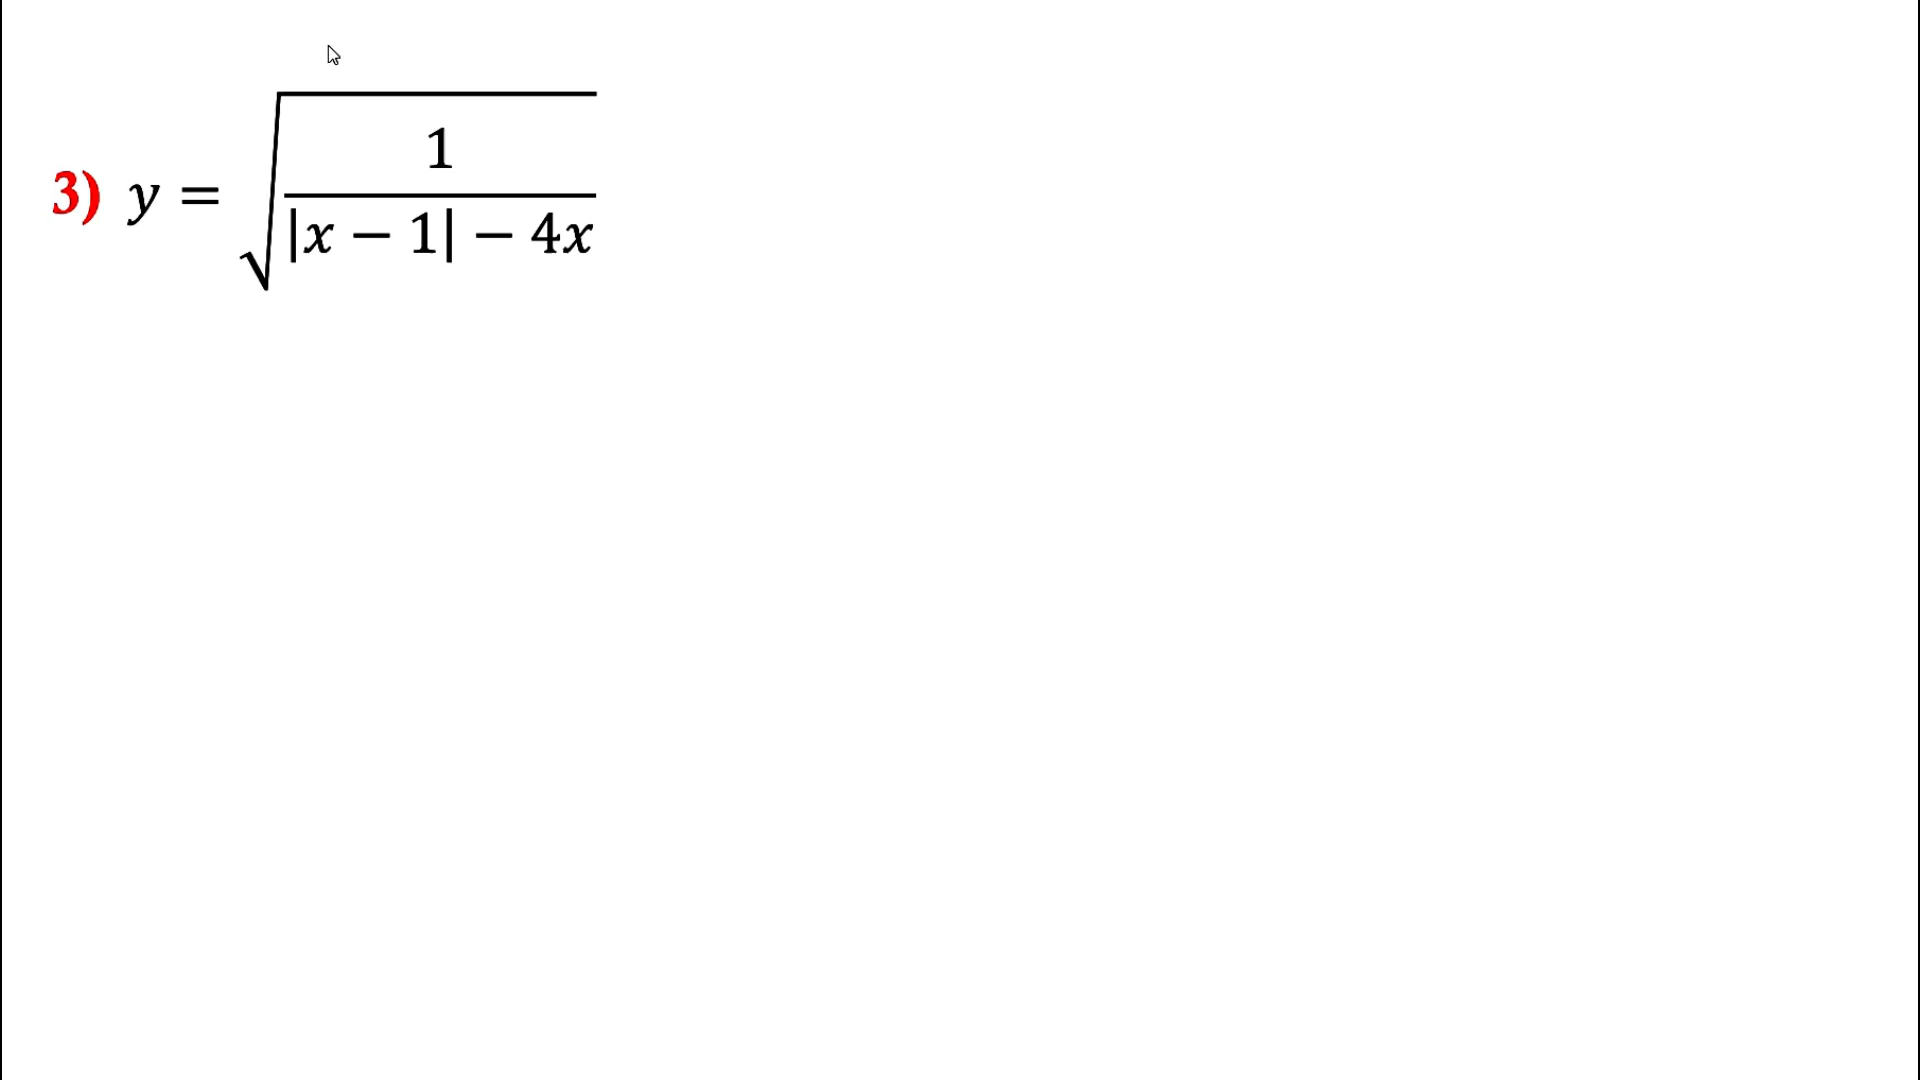 3) y = √(1 / (|x − 1| − 4x))